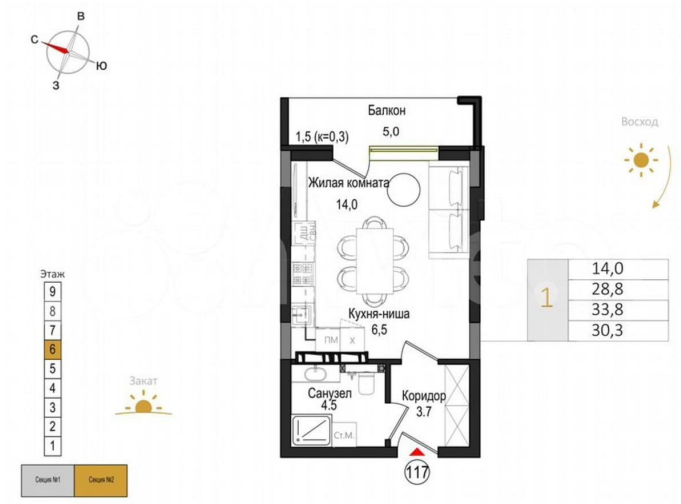 В
С
Ю
З
Балкон
1,5 (к=0,3)
5,0
Восход
Жилая комната
14,0
ДШ
СВЧ
Кухня-ниша
6,5
ПМ
Х
Этаж
9
8
7
6
5
4
3
2
1
Закат
Санузел
4.5
Ст.М.
Коридор
3.7
117
1
14,0
28,8
33,8
30,3
Секция №1
Секция №2